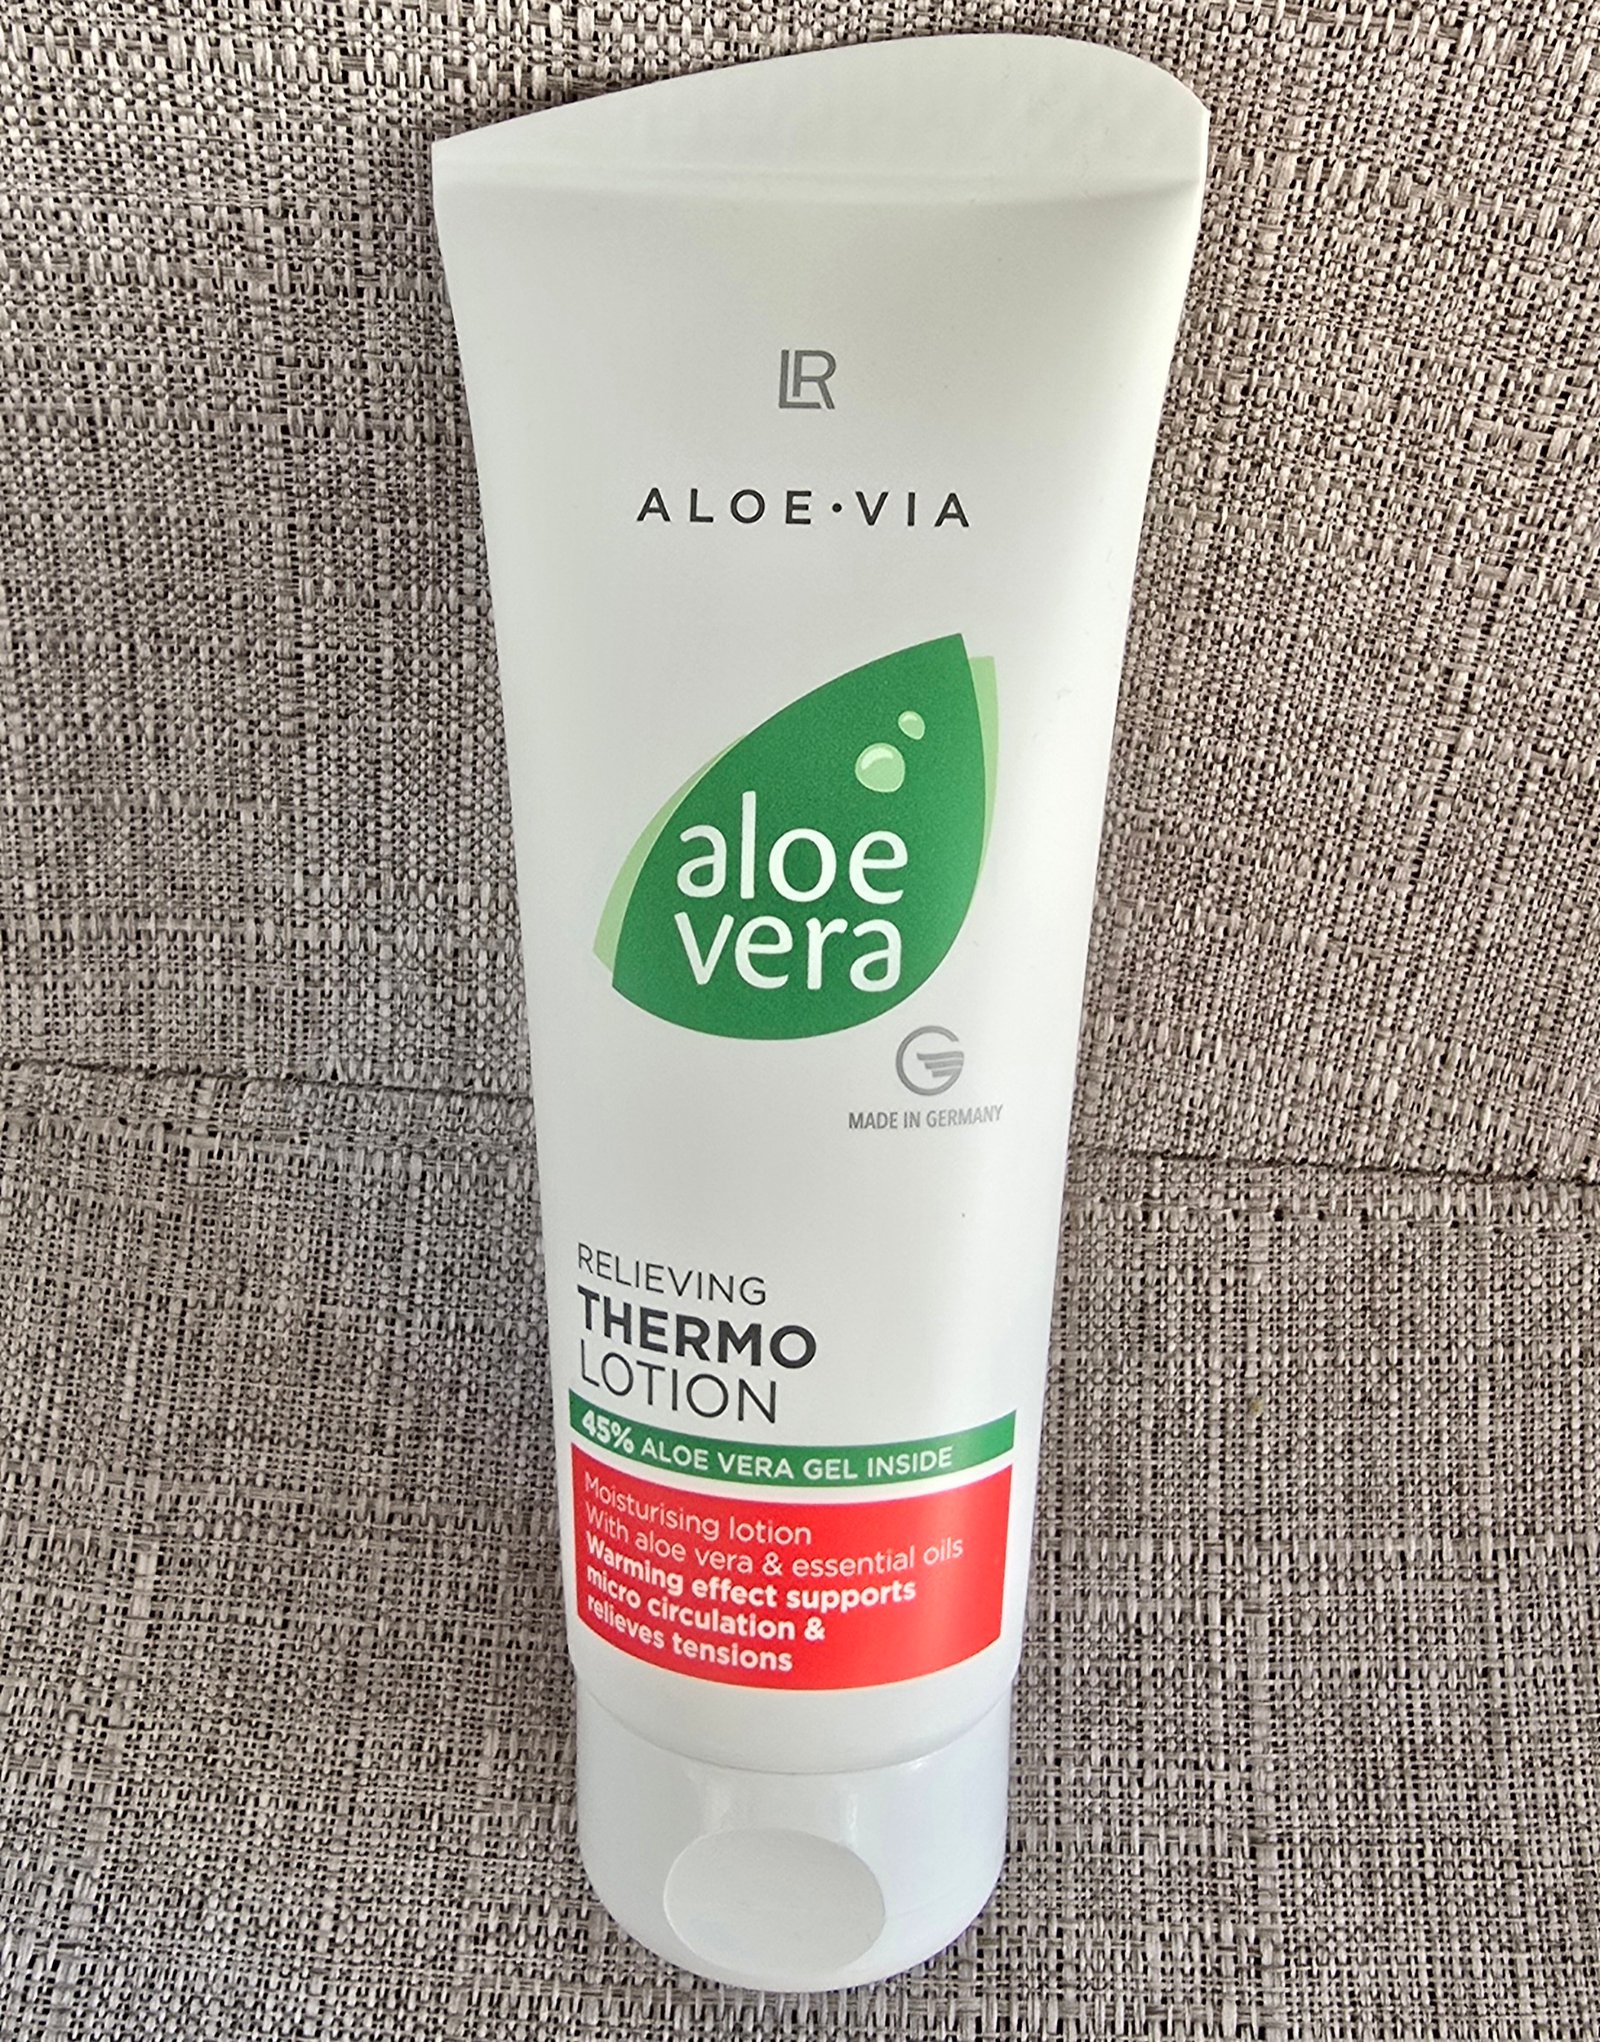 LR
ALOE•VIA
aloe
vera
MADE IN GERMANY
RELIEVING
THERMO
LOTION
45% ALOE VERA GEL INSIDE
Moisturising lotion
With aloe vera & essential oils
Warming effect supports
micro circulation &
relieves tensions